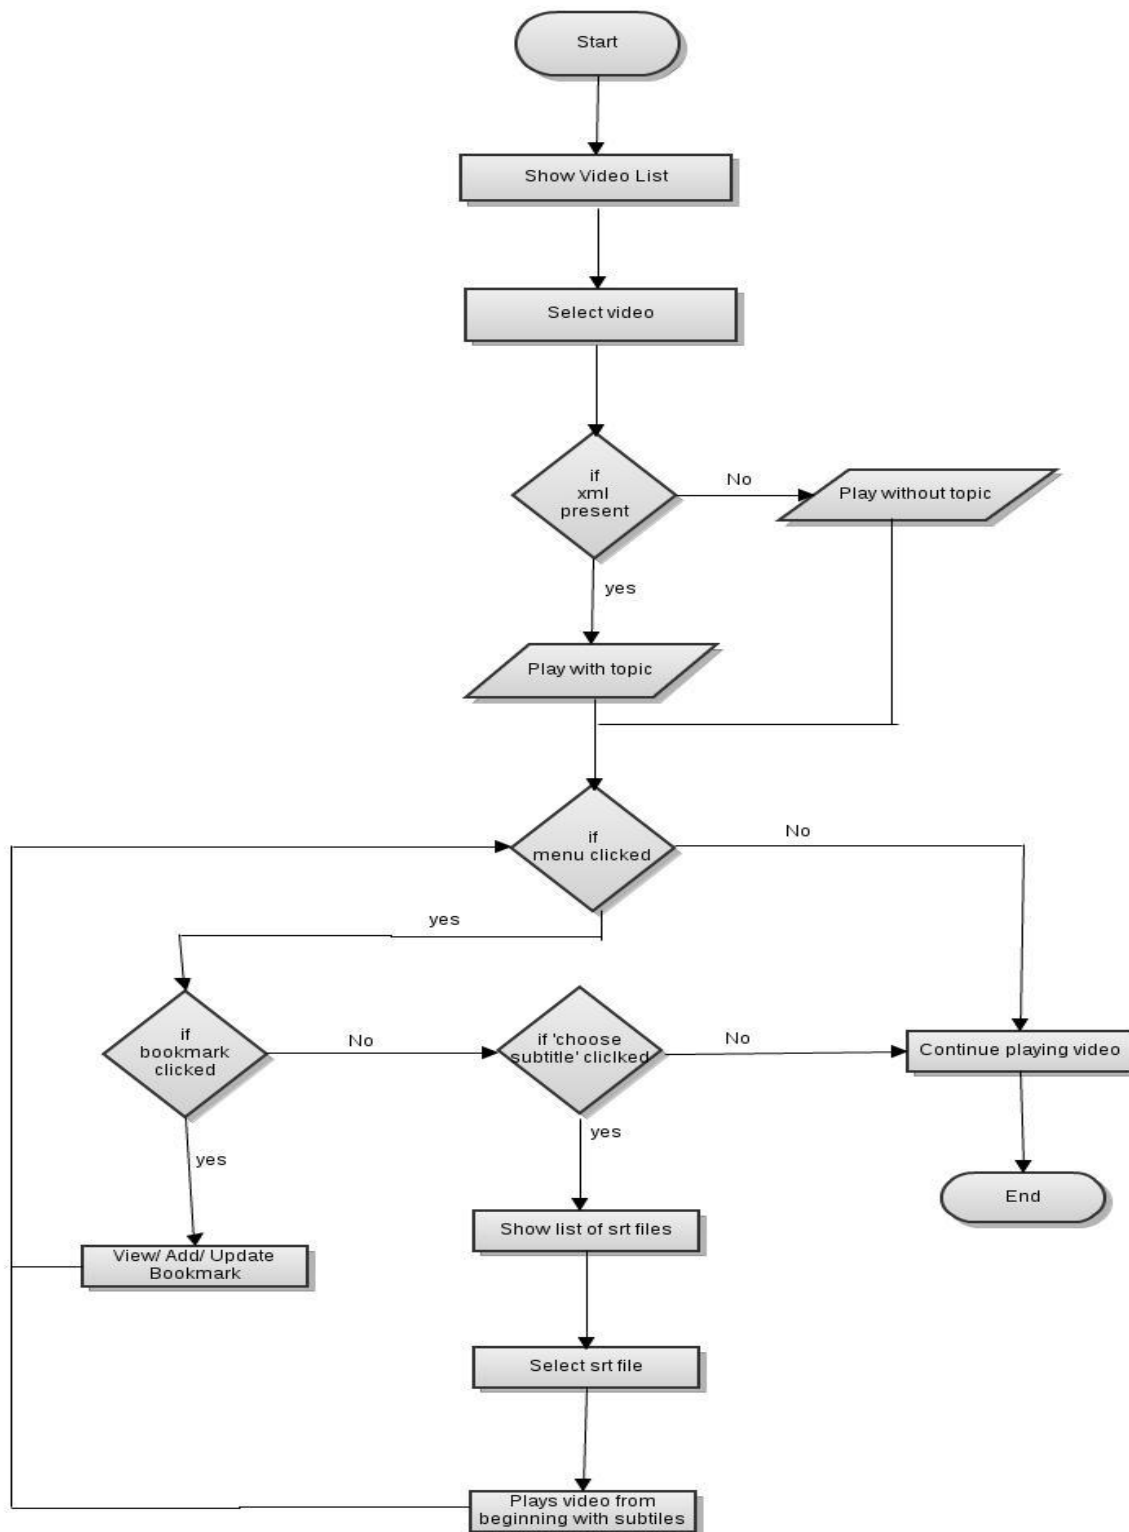 Start
Show Video List
Select video
if
xml
present
No
Play without topic
yes
Play with topic
if
menu clicked
No
yes
if
bookmark
clicked
No
if 'choose
subtitle' cliclked
No
Continue playing video
yes
yes
End
Show list of srt files
View/ Add/ Update
Bookmark
Select srt file
Plays video from
beginning with subtiles